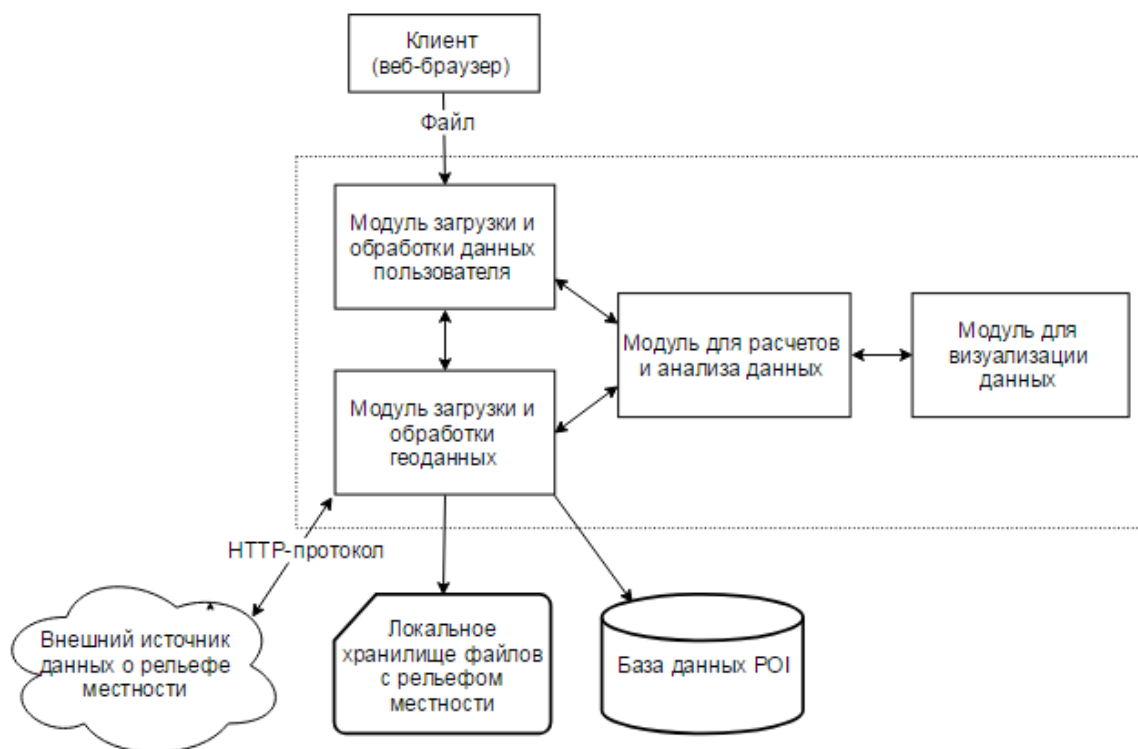 Клиент
(веб-браузер)
Файл
Модуль загрузки и
обработки данных
пользователя
Модуль для расчетов
и анализа данных
Модуль для
визуализации
данных
Модуль загрузки и
обработки
геоданных
HTTP-протокол
Внешний источник
данных о рельефе
местности
Локальное
хранилище файлов
с рельефом
местности
База данных POI